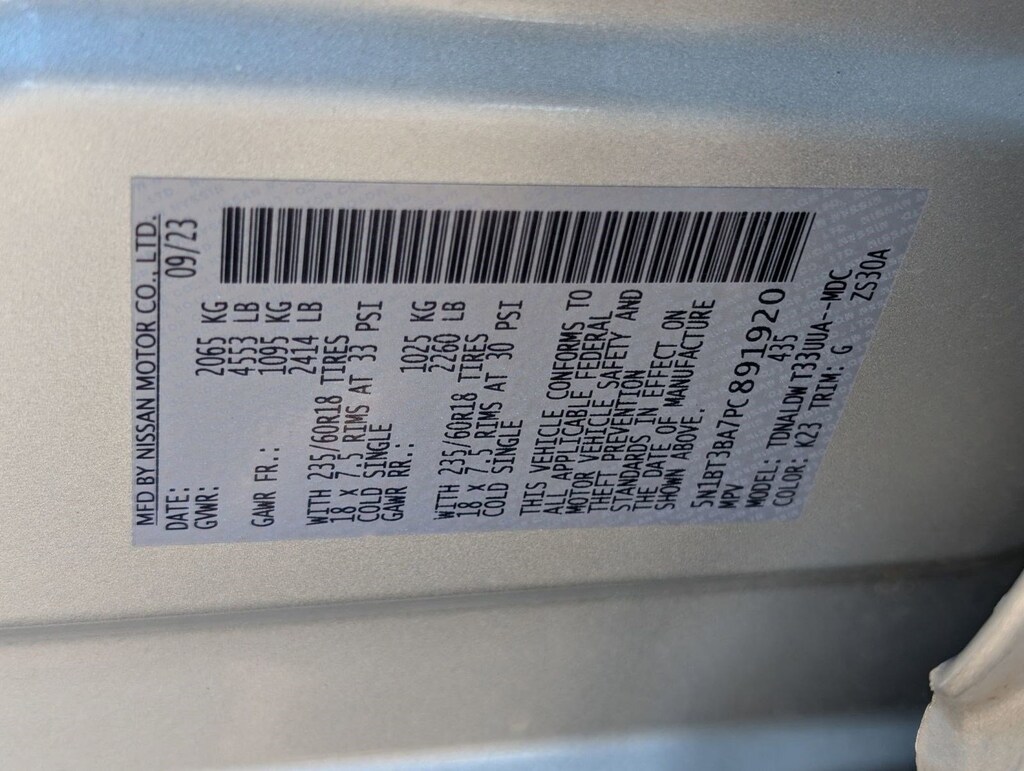 MFD BY NISSAN MOTOR CO., LTD.
DATE: 09/23
GVWR: 2065 KG
4553 LB
GAWR FR.: 1095 KG
2414 LB
WITH 235/60R18 TIRES
18 X 7.5 RIMS AT 33 PSI
COLD SINGLE
GAWR RR.: 1025 KG
2260 LB
WITH 235/60R18 TIRES
18 X 7.5 RIMS AT 30 PSI
COLD SINGLE
THIS VEHICLE CONFORMS TO
ALL APPLICABLE FEDERAL
MOTOR VEHICLE SAFETY AND
THEFT PREVENTION
STANDARDS IN EFFECT ON
THE DATE OF MANUFACTURE
SHOWN ABOVE.
5N1BT3BA7PC891920
MPV 435
MODEL: TDNALDWT33UUA--MDC
COLOR: K23 TRIM: G ZS30A